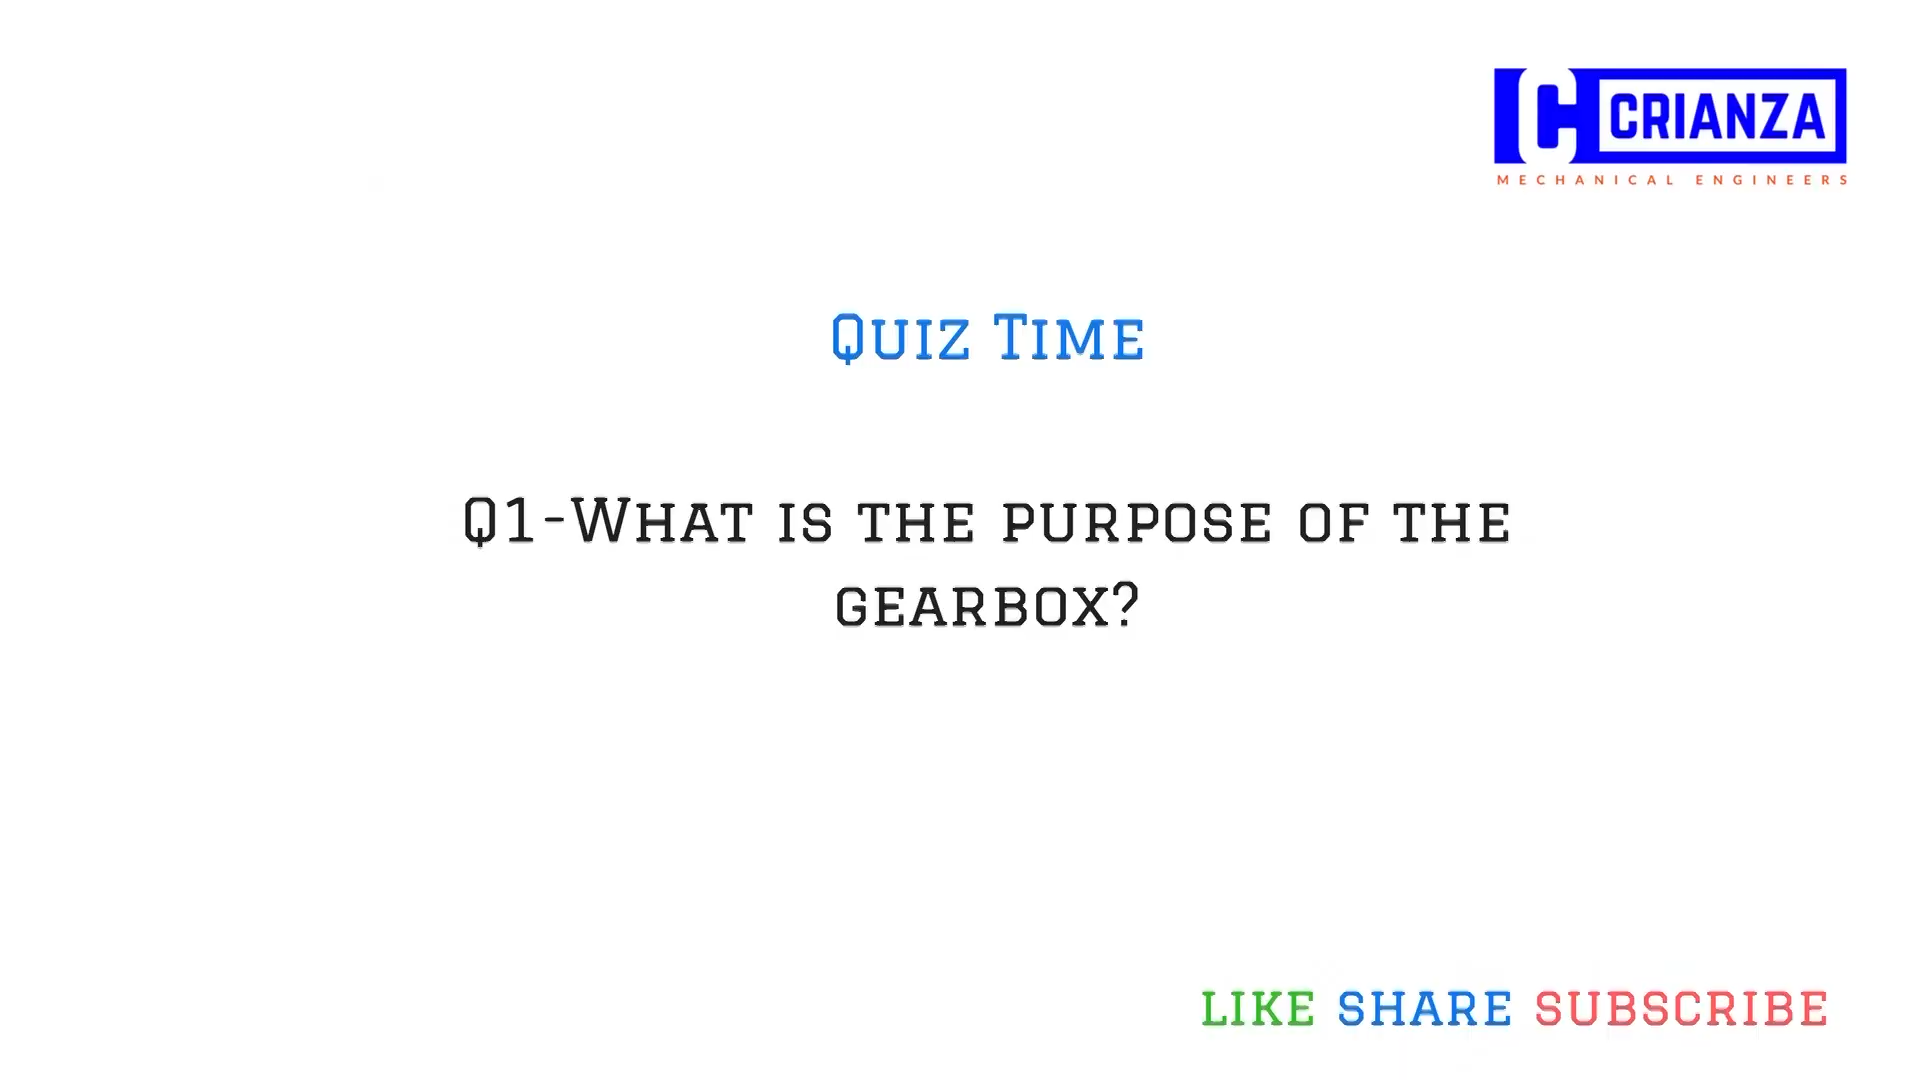 C CRIANZA
MECHANICAL ENGINEERS
Quiz Time
Q1-What is the purpose of the
gearbox?
LIKE SHARE SUBSCRIBE